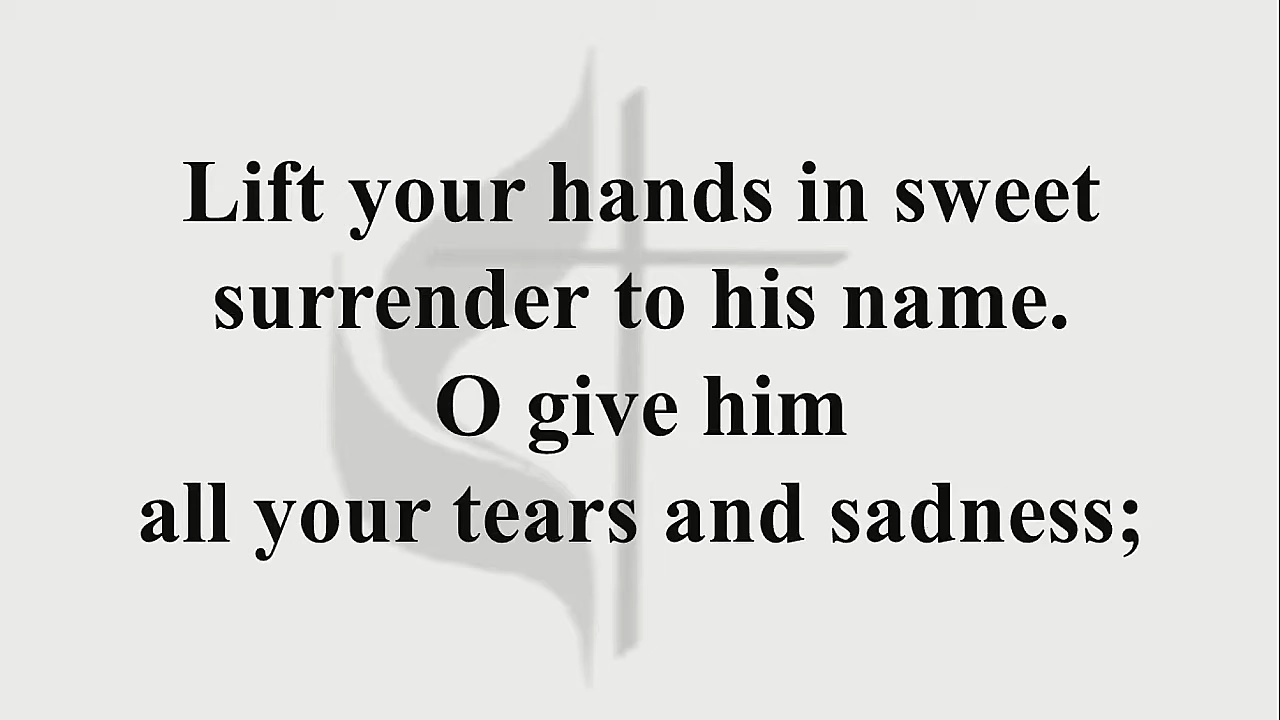 Lift your hands in sweet
surrender to his name.
O give him
all your tears and sadness;